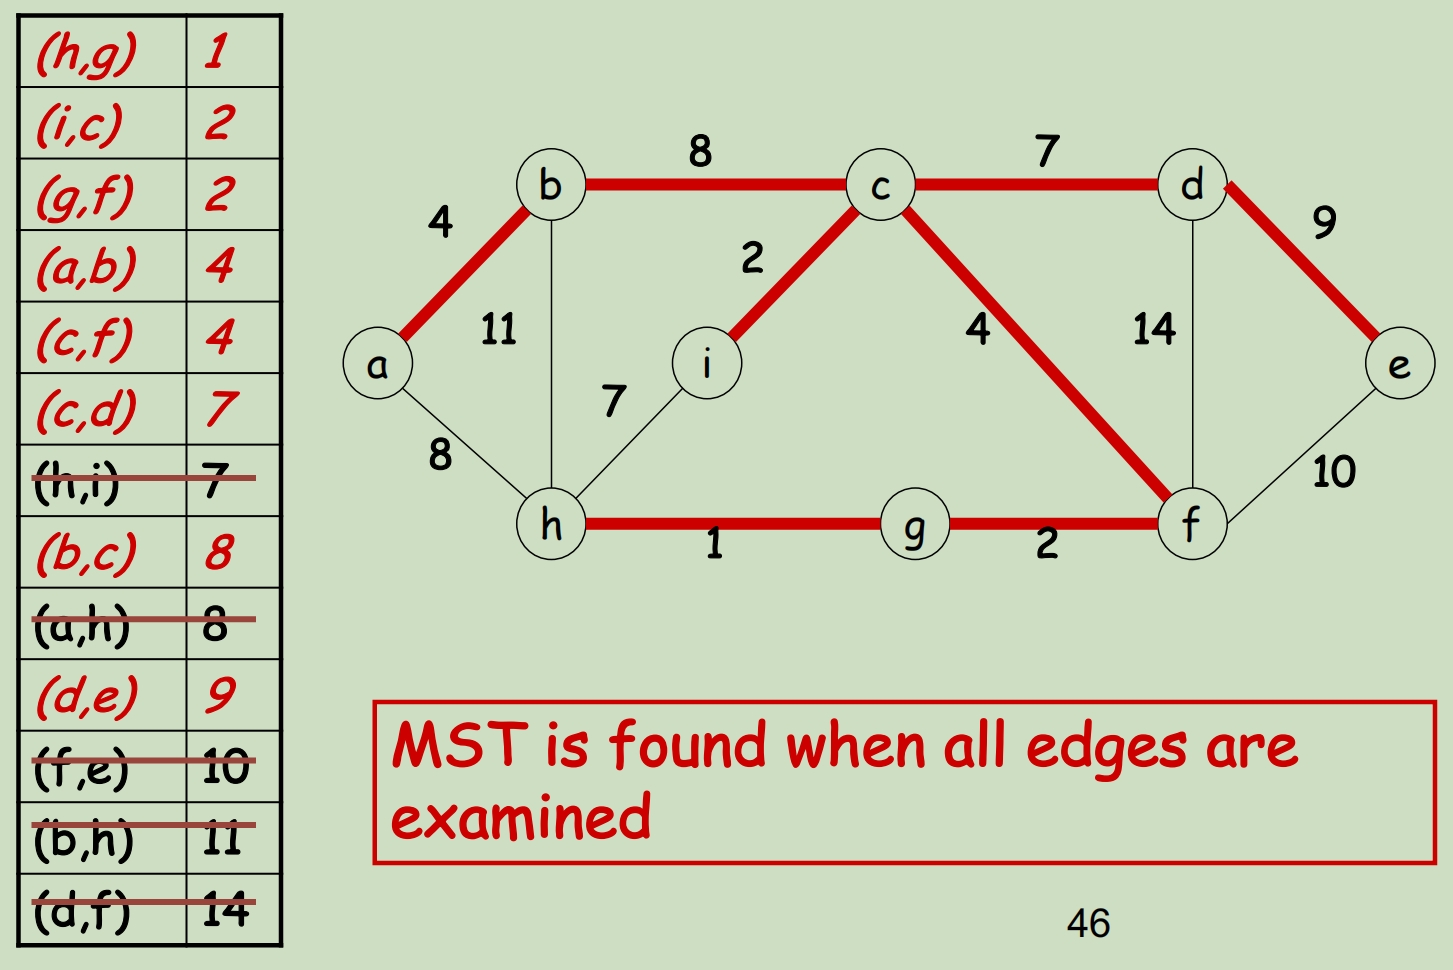 (h,g) 1
(i,c) 2
(g,f) 2
(a,b) 4
(c,f) 4
(c,d) 7
(h,i) 7
(b,c) 8
(a,h) 8
(d,e) 9
(f,e) 10
(b,h) 11
(d,f) 14
8 7
b c d
4 9
2
11 4 14
a i e
7
8 10
h g f
1 2
MST is found when all edges are
examined
46